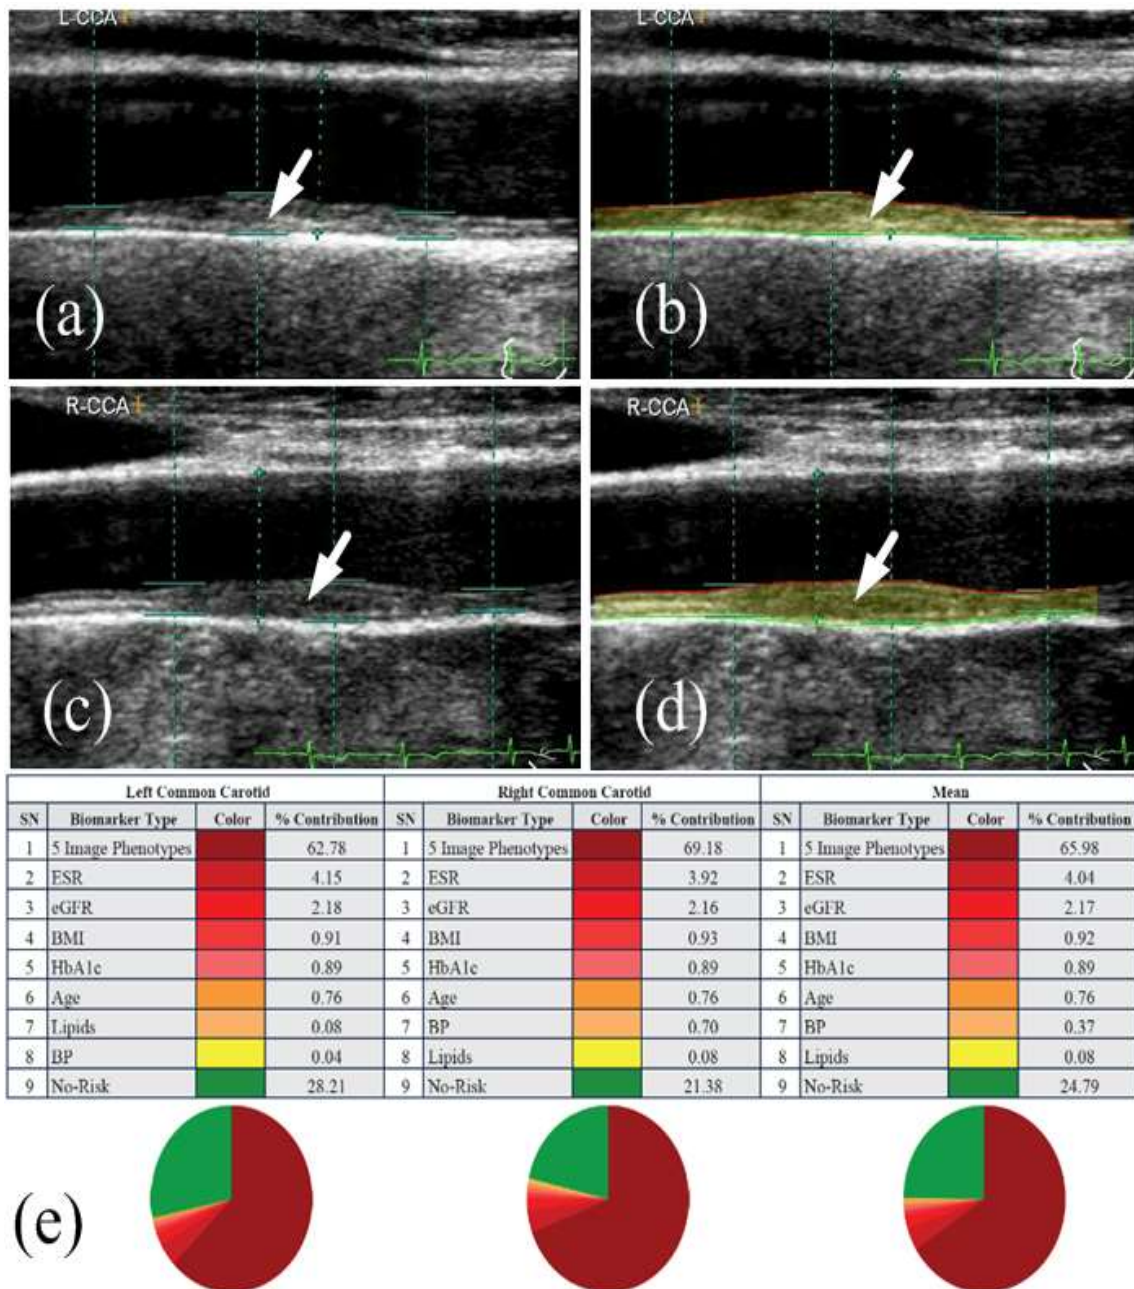 L-CCA
L-CCA
(a)
(b)
R-CCA
R-CCA
(c)
(d)
Left Common Carotid Right Common Carotid Mean
SN Biomarker Type Color % Contribution SN Biomarker Type Color % Contribution SN Biomarker Type Color % Contribution
1 5 Image Phenotypes 62.78 1 5 Image Phenotypes 69.18 1 5 Image Phenotypes 65.98
2 ESR 4.15 2 ESR 3.92 2 ESR 4.04
3 eGFR 2.18 3 eGFR 2.16 3 eGFR 2.17
4 BMI 0.91 4 BMI 0.93 4 BMI 0.92
5 HbA1c 0.89 5 HbA1c 0.89 5 HbA1c 0.89
6 Age 0.76 6 Age 0.76 6 Age 0.76
7 Lipids 0.08 7 BP 0.70 7 BP 0.37
8 BP 0.04 8 Lipids 0.08 8 Lipids 0.08
9 No-Risk 28.21 9 No-Risk 21.38 9 No-Risk 24.79
(e)